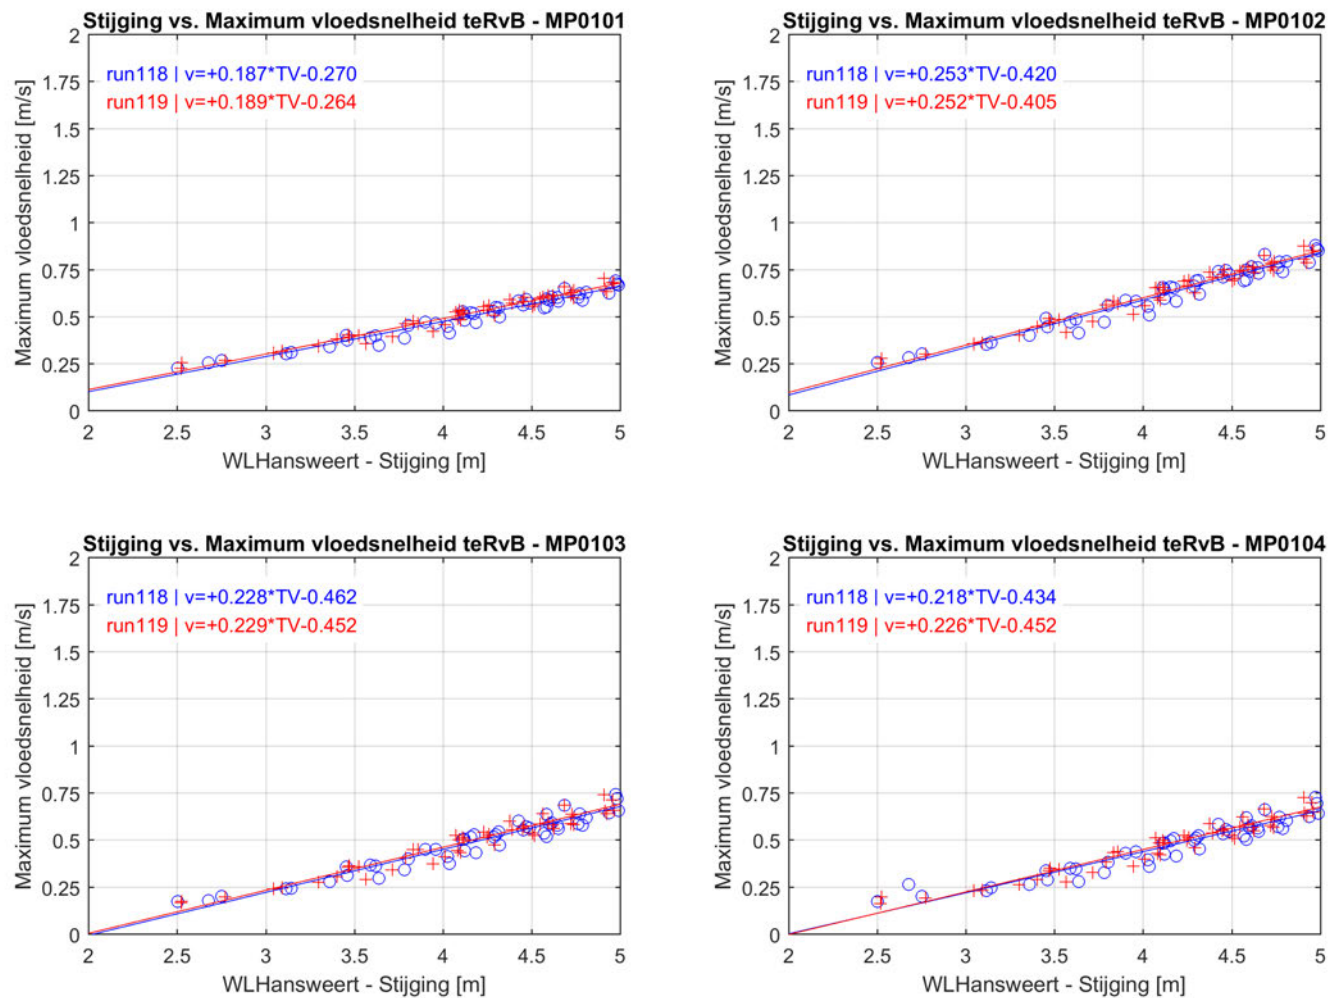 Stijging vs. Maximum vloedsnelheid teRvB - MP0101
2
1.75
1.5
1.25
1
0.75
0.5
0.25
0
Maximum vloedsnelheid [m/s]
run118 | v=+0.187*TV-0.270
run119 | v=+0.189*TV-0.264
2 2.5 3 3.5 4 4.5 5
WLHansweert - Stijging [m]
Stijging vs. Maximum vloedsnelheid teRvB - MP0102
2
1.75
1.5
1.25
1
0.75
0.5
0.25
0
Maximum vloedsnelheid [m/s]
run118 | v=+0.253*TV-0.420
run119 | v=+0.252*TV-0.405
2 2.5 3 3.5 4 4.5 5
WLHansweert - Stijging [m]
Stijging vs. Maximum vloedsnelheid teRvB - MP0103
2
1.75
1.5
1.25
1
0.75
0.5
0.25
0
Maximum vloedsnelheid [m/s]
run118 | v=+0.228*TV-0.462
run119 | v=+0.229*TV-0.452
2 2.5 3 3.5 4 4.5 5
WLHansweert - Stijging [m]
Stijging vs. Maximum vloedsnelheid teRvB - MP0104
2
1.75
1.5
1.25
1
0.75
0.5
0.25
0
Maximum vloedsnelheid [m/s]
run118 | v=+0.218*TV-0.434
run119 | v=+0.226*TV-0.452
2 2.5 3 3.5 4 4.5 5
WLHansweert - Stijging [m]